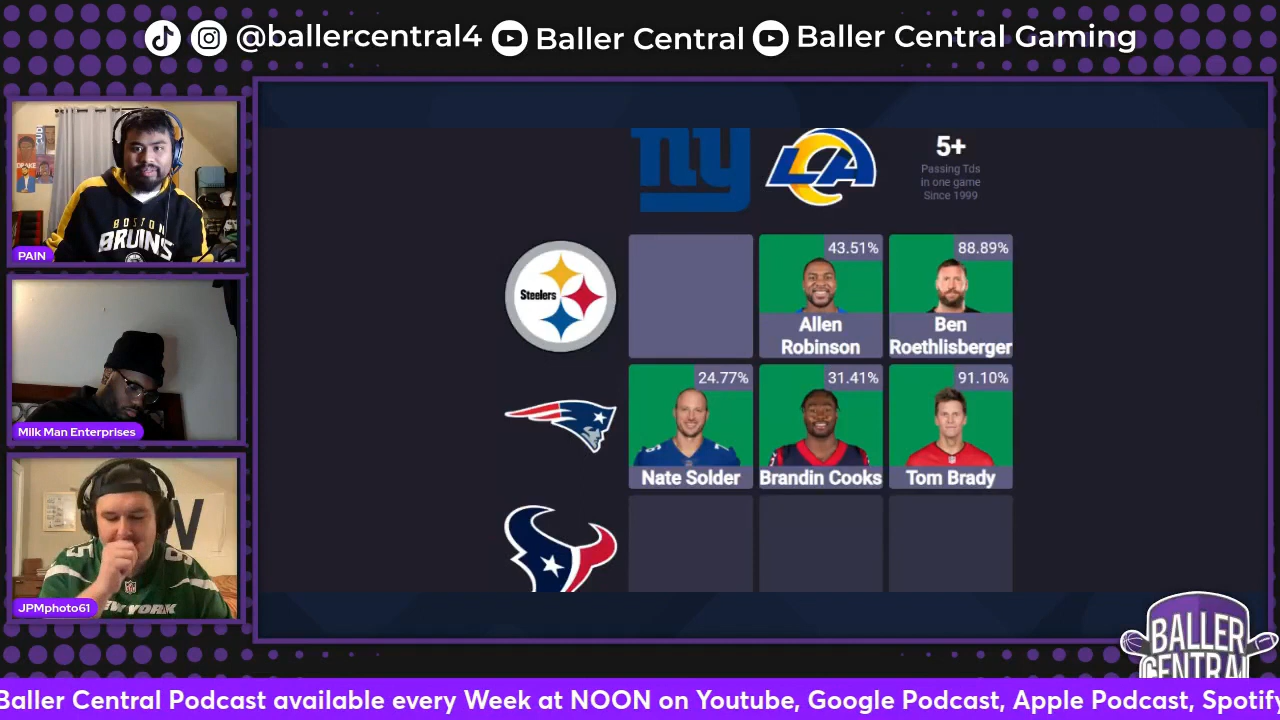 @ballercentral4 Baller Central Baller Central Gaming
ny
LA
5+
Passing Tds
in one game
Since 1999
BOSTON
BRUINS
PAIN
Steelers
43.51%
Allen
Robinson
88.89%
Ben
Roethlisberger
Milk Man Enterprises
24.77%
Nate Solder
31.41%
Brandin Cooks
91.10%
Tom Brady
NEW YORK
JPMphoto61
BALLER
CENTRAL
Baller Central Podcast available every Week at NOON on Youtube, Google Podcast, Apple Podcast, Spotify